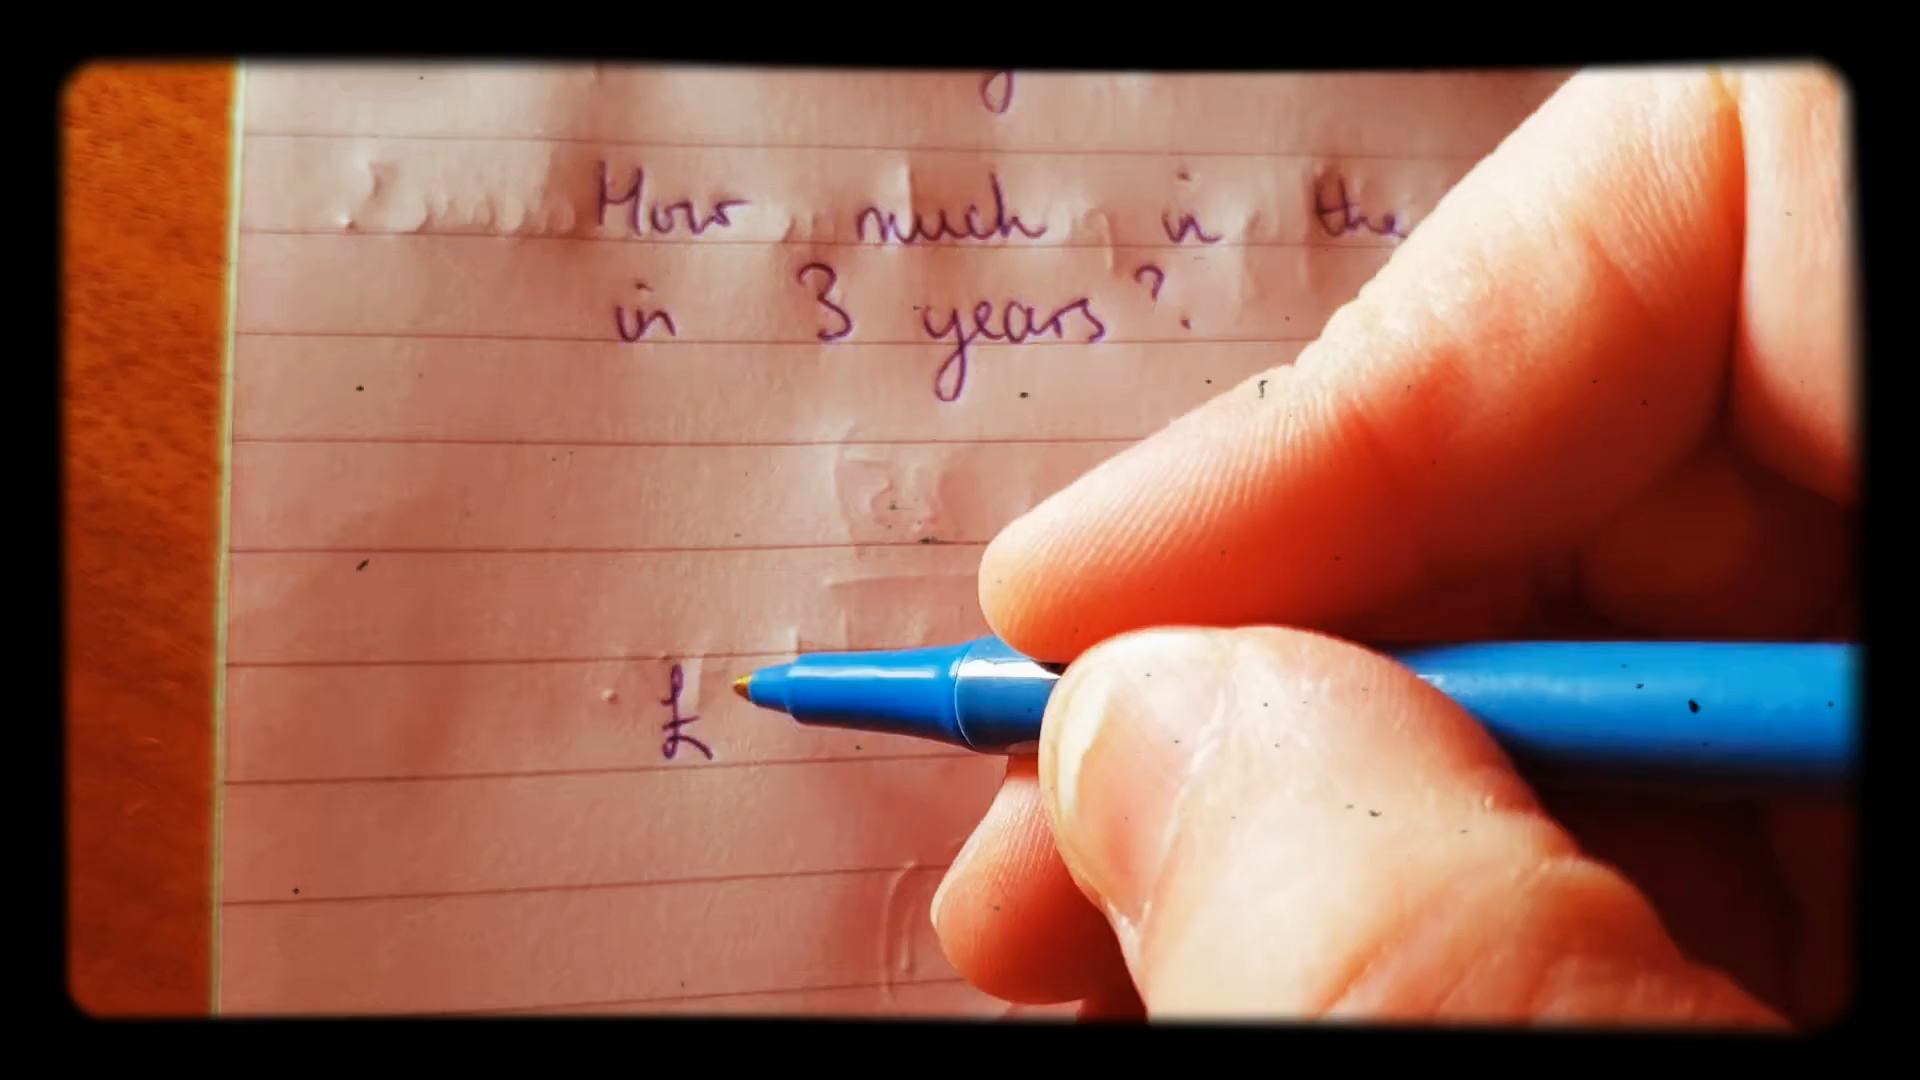 How much in the
in 3 years?
£